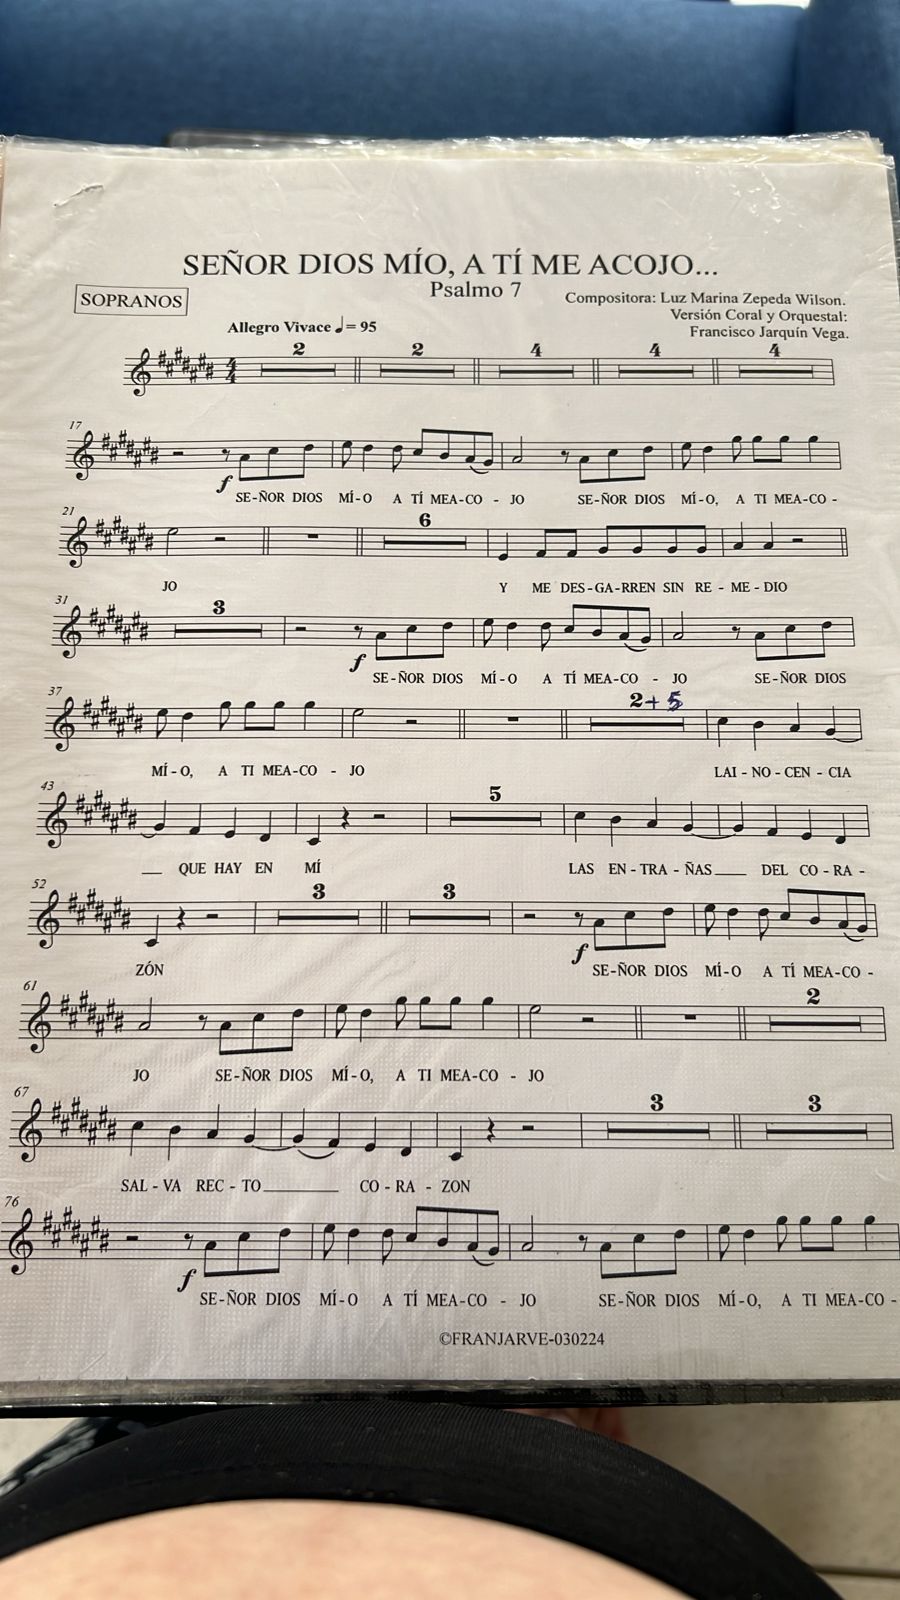 SEÑOR DIOS MÍO, A TÍ ME ACOJO...
Psalmo 7
SOPRANOS
Compositora: Luz Marina Zepeda Wilson.
Versión Coral y Orquestal:
Francisco Jarquín Vega.
Allegro Vivace ♩= 95
2 2 4 4 4
17
f
SE-ÑOR DIOS MÍ-O A TÍ MEA-CO - JO SE-ÑOR DIOS MÍ-O, A TI MEA-CO -
21
6
JO Y ME DES-GA-RREN SIN RE - ME-DIO
31
3
f
SE-ÑOR DIOS MÍ-O A TÍ MEA-CO - JO SE-ÑOR DIOS
37
2+5
MÍ-O, A TI MEA-CO - JO LAI-NO-CEN-CIA
43
5
__ QUE HAY EN MÍ LAS EN-TRA-ÑAS____ DEL CO-RA-
52
3 3
f
ZÓN SE-ÑOR DIOS MÍ-O A TÍ MEA-CO -
61
2
JO SE-ÑOR DIOS MÍ-O, A TI MEA-CO - JO
67
3 3
SAL-VA REC-TO________ CO-RA-ZON
76
f
SE-ÑOR DIOS MÍ-O A TÍ MEA-CO - JO SE-ÑOR DIOS MÍ-O, A TI MEA-CO -
©FRANJARVE-030224